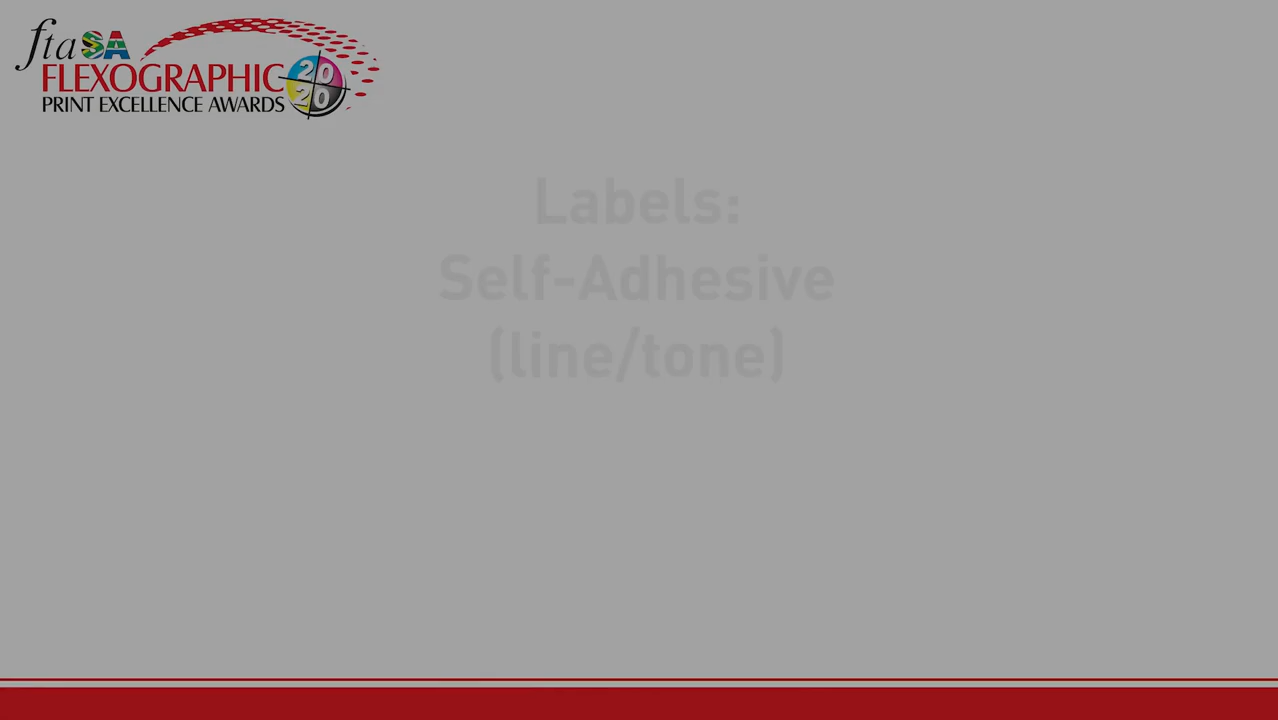 ftaSA
FLEXOGRAPHIC
PRINT EXCELLENCE AWARDS
20
20
Labels:
Self-Adhesive
(line/tone)